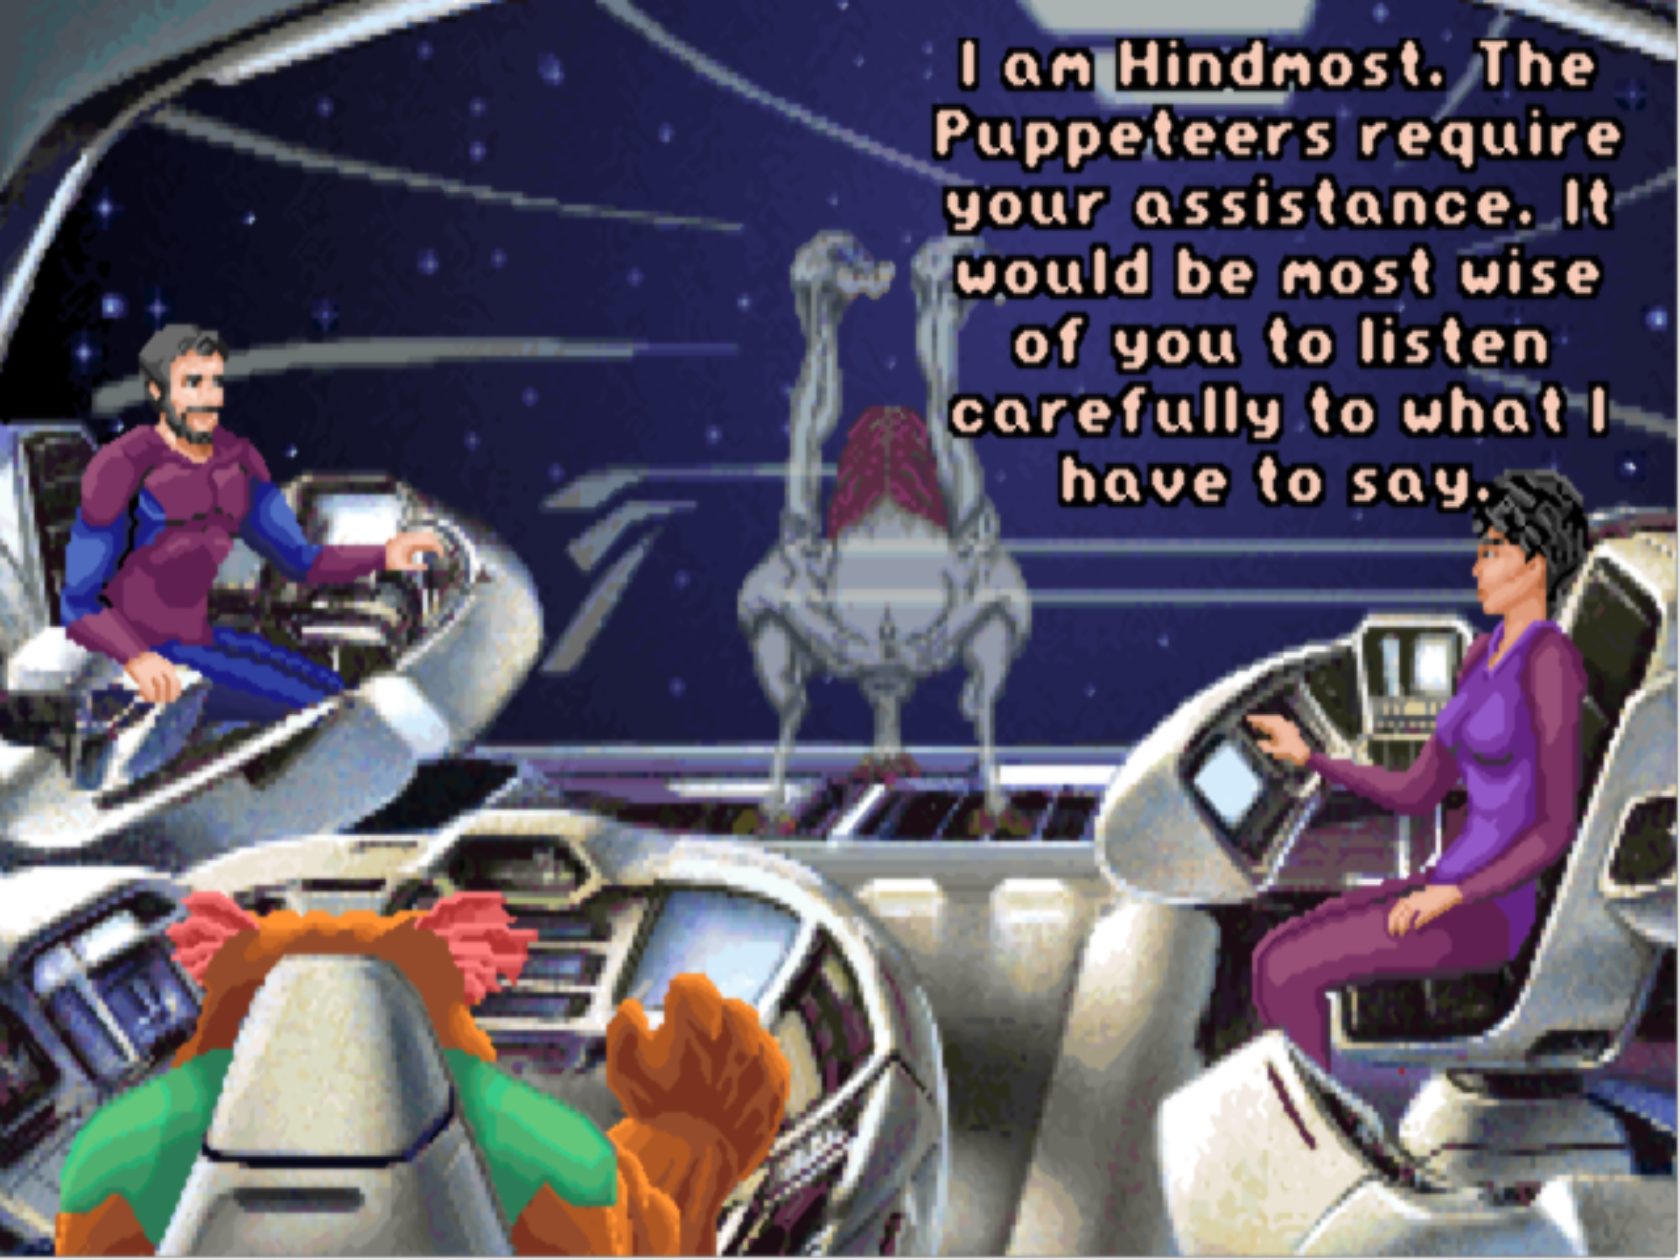 I am Hindmost. The
Puppeteers require
your assistance. It
would be most wise
of you to listen
carefully to what I
have to say.